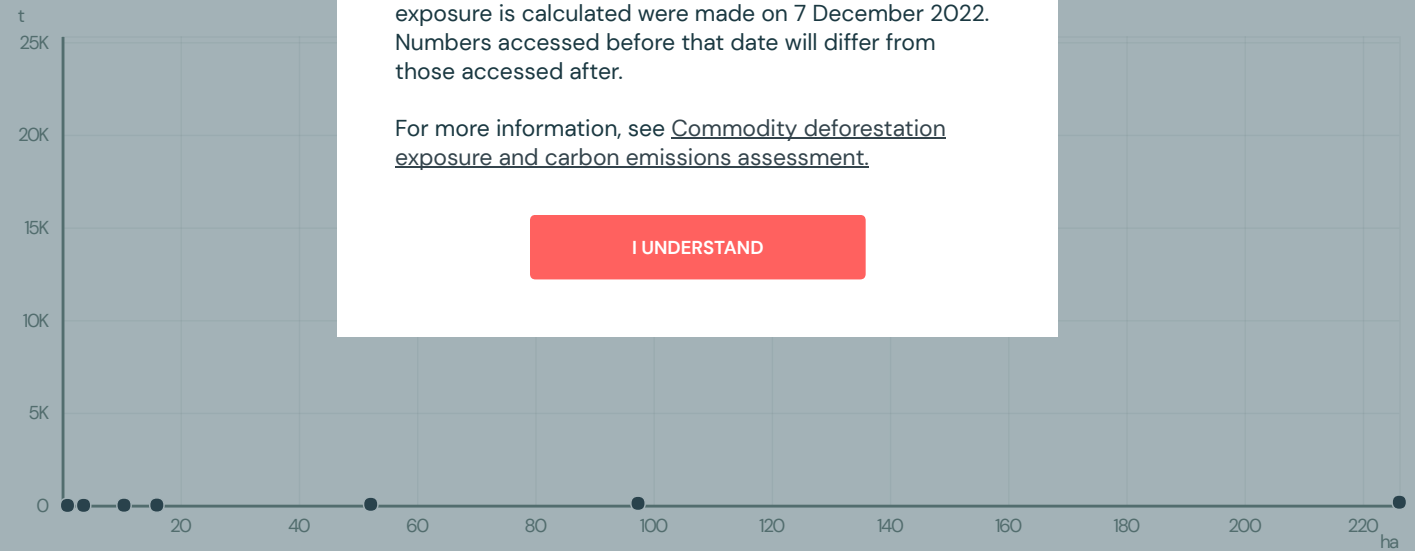 t
exposure is calculated were made on 7 December 2022.
25K
Numbers accessed before that date will differ from
those accessed after.
20K
For more information, see Commodity deforestation
exposure and carbon emissions assessment.
15K
I UNDERSTAND
10K
5K
0
20 40 60 80 100 120 140 160 180 200 220
ha